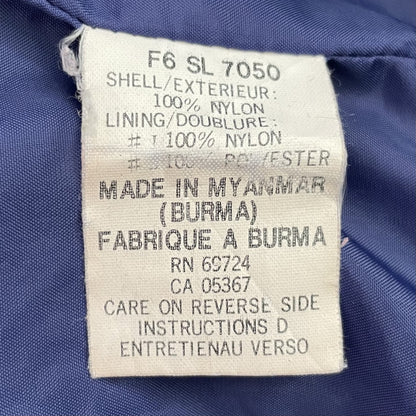 F6 SL 7050
SHELL/EXTERIEUR:
100% NYLON
LINING/DOUBLURE:
100% NYLON
POLYESTER
MADE IN MYANMAR
(BURMA)
FABRIQUE A BURMA
RN 69724
CA 05367
CARE ON REVERSE SIDE
INSTRUCTIONS D
ENTRETIENAU VERSO